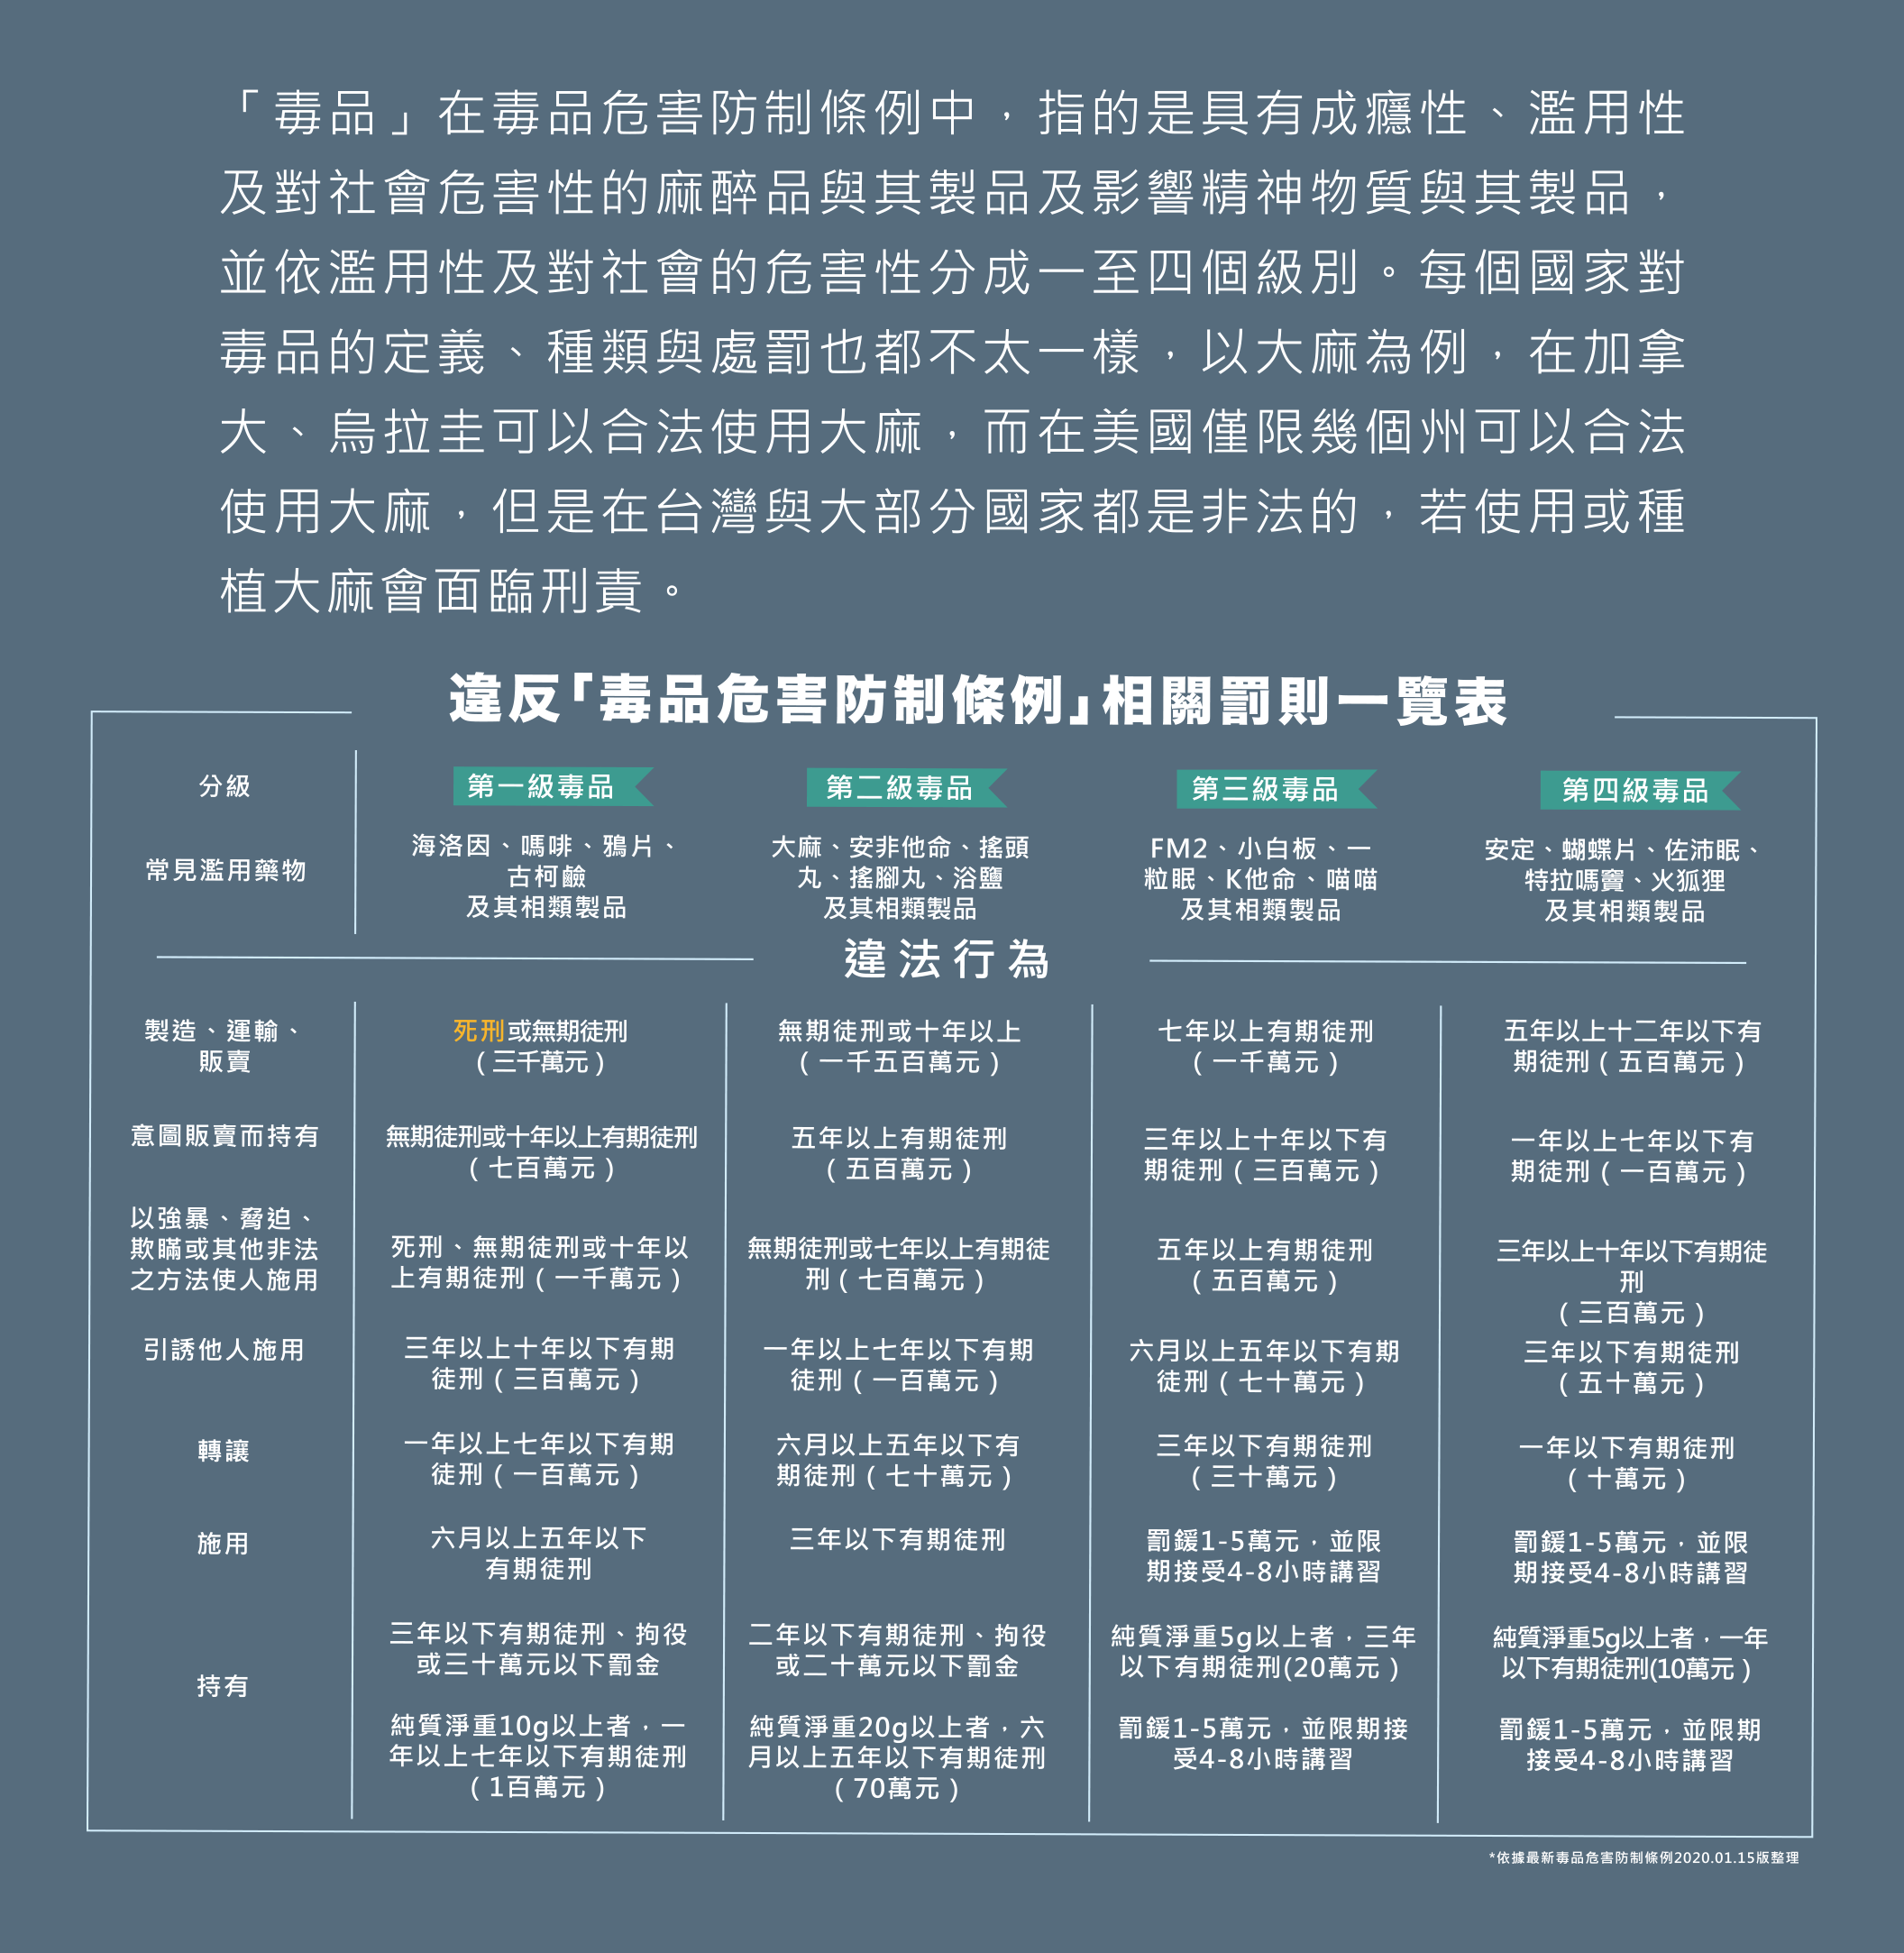 「毒品」在毒品危害防制條例中，指的是具有成癮性、濫用性
及對社會危害性的麻醉品與其製品及影響精神物質與其製品，
並依濫用性及對社會的危害性分成一至四個級別。每個國家對
毒品的定義、種類與處罰也都不太一樣，以大麻為例，在加拿
大、烏拉圭可以合法使用大麻，而在美國僅限幾個州可以合法
使用大麻，但是在台灣與大部分國家都是非法的，若使用或種
植大麻會面臨刑責。
違反「毒品危害防制條例」相關罰則一覽表
分級
第一級毒品
第二級毒品
第三級毒品
第四級毒品
常見濫用藥物
海洛因、嗎啡、鴉片、
古柯鹼
及其相類製品
大麻、安非他命、搖頭
丸、搖腳丸、浴鹽
及其相類製品
FM2、小白板、一
粒眠、K他命、喵喵
及其相類製品
安定、蝴蝶片、佐沛眠、
特拉嗎竇、火狐狸
及其相類製品
違法行為
製造、運輸、
販賣
死刑或無期徒刑
（三千萬元）
無期徒刑或十年以上
（一千五百萬元）
七年以上有期徒刑
（一千萬元）
五年以上十二年以下有
期徒刑（五百萬元）
意圖販賣而持有
無期徒刑或十年以上有期徒刑
（七百萬元）
五年以上有期徒刑
（五百萬元）
三年以上十年以下有
期徒刑（三百萬元）
一年以上七年以下有
期徒刑（一百萬元）
以強暴、脅迫、
欺瞞或其他非法
之方法使人施用
死刑、無期徒刑或十年以
上有期徒刑（一千萬元）
無期徒刑或七年以上有期徒
刑（七百萬元）
五年以上有期徒刑
（五百萬元）
三年以上十年以下有期徒
刑
（三百萬元）
引誘他人施用
三年以上十年以下有期
徒刑（三百萬元）
一年以上七年以下有期
徒刑（一百萬元）
六月以上五年以下有期
徒刑（七十萬元）
三年以下有期徒刑
（五十萬元）
轉讓
一年以上七年以下有期
徒刑（一百萬元）
六月以上五年以下有
期徒刑（七十萬元）
三年以下有期徒刑
（三十萬元）
一年以下有期徒刑
（十萬元）
施用
六月以上五年以下
有期徒刑
三年以下有期徒刑
罰鍰1-5萬元，並限
期接受4-8小時講習
罰鍰1-5萬元，並限
期接受4-8小時講習
持有
三年以下有期徒刑、拘役
或三十萬元以下罰金
二年以下有期徒刑、拘役
或二十萬元以下罰金
純質淨重5g以上者，三年
以下有期徒刑(20萬元）
純質淨重5g以上者，一年
以下有期徒刑(10萬元）
純質淨重10g以上者，一
年以上七年以下有期徒刑
（1百萬元）
純質淨重20g以上者，六
月以上五年以下有期徒刑
（70萬元）
罰鍰1-5萬元，並限期接
受4-8小時講習
罰鍰1-5萬元，並限期
接受4-8小時講習
*依據最新毒品危害防制條例2020.01.15版整理